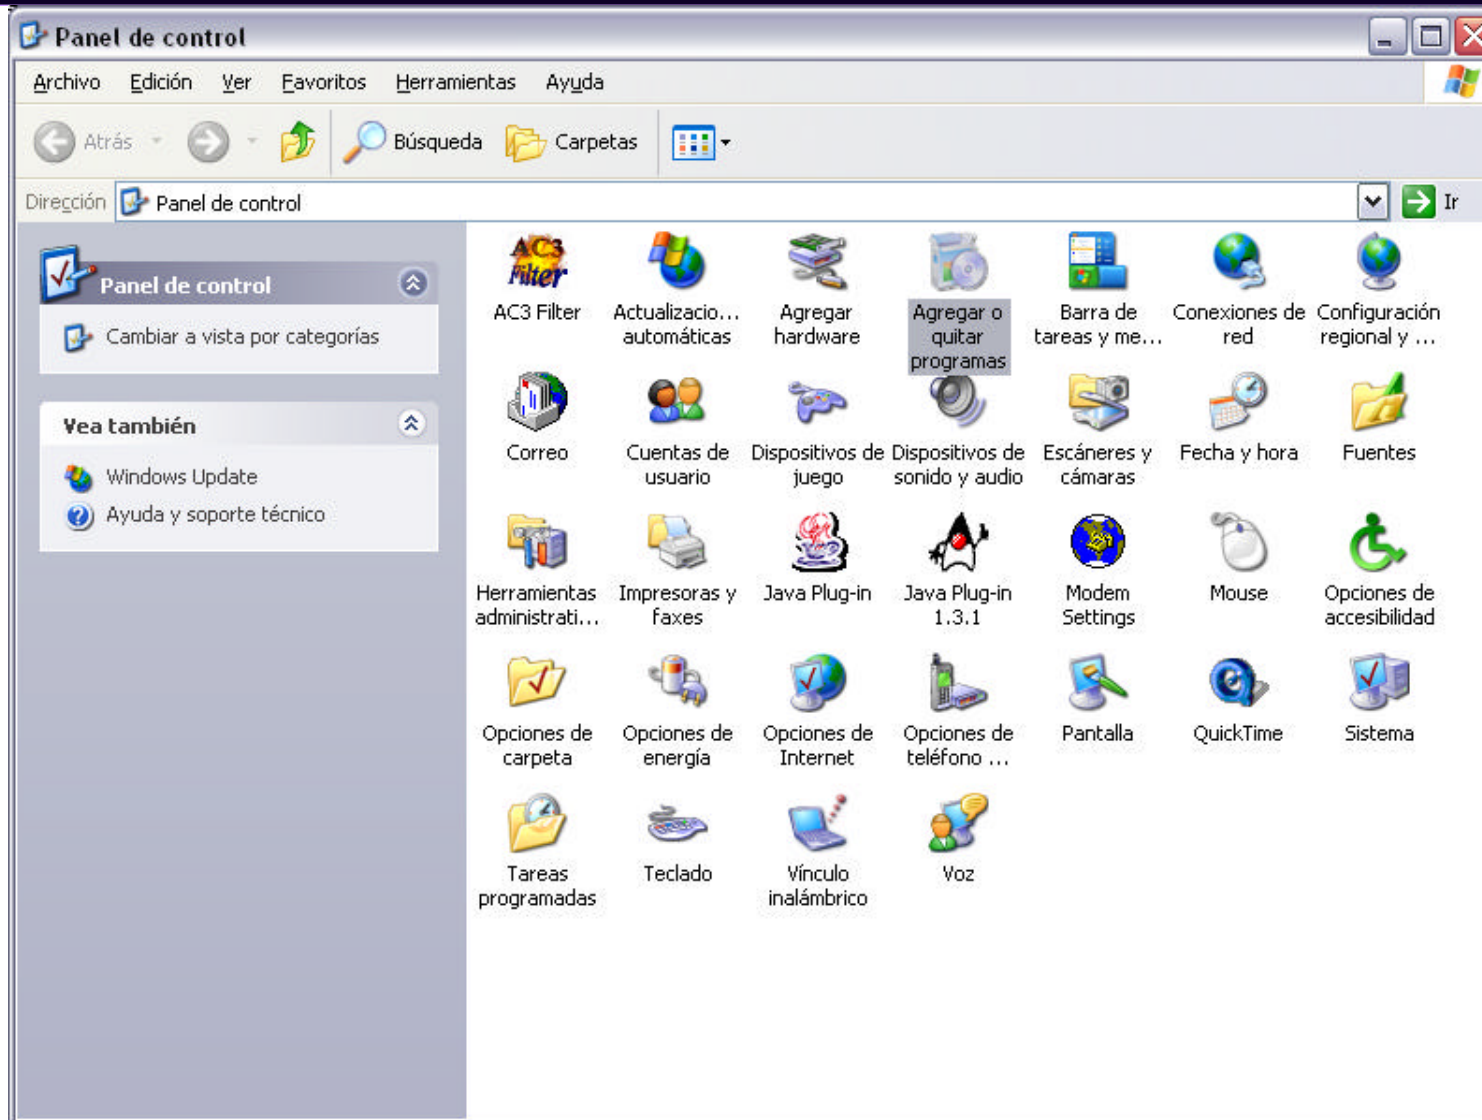 Panel de control
Archivo Edición Ver Favoritos Herramientas Ayuda
Atrás Búsqueda Carpetas
Dirección Panel de control Ir
Panel de control
Cambiar a vista por categorías
Vea también
Windows Update
Ayuda y soporte técnico
AC3 Filter
AC3 Filter
Actualizacio...
automáticas
Agregar
hardware
Agregar o
quitar
programas
Barra de
tareas y me...
Conexiones de
red
Configuración
regional y ...
Correo
Cuentas de
usuario
Dispositivos de
juego
Dispositivos de
sonido y audio
Escáneres y
cámaras
Fecha y hora
Fuentes
Herramientas
administrati...
Impresoras y
faxes
Java Plug-in
Java Plug-in
1.3.1
Modem
Settings
Mouse
Opciones de
accesibilidad
Opciones de
carpeta
Opciones de
energía
Opciones de
Internet
Opciones de
teléfono ...
Pantalla
QuickTime
Sistema
Tareas
programadas
Teclado
Vínculo
inalámbrico
Voz